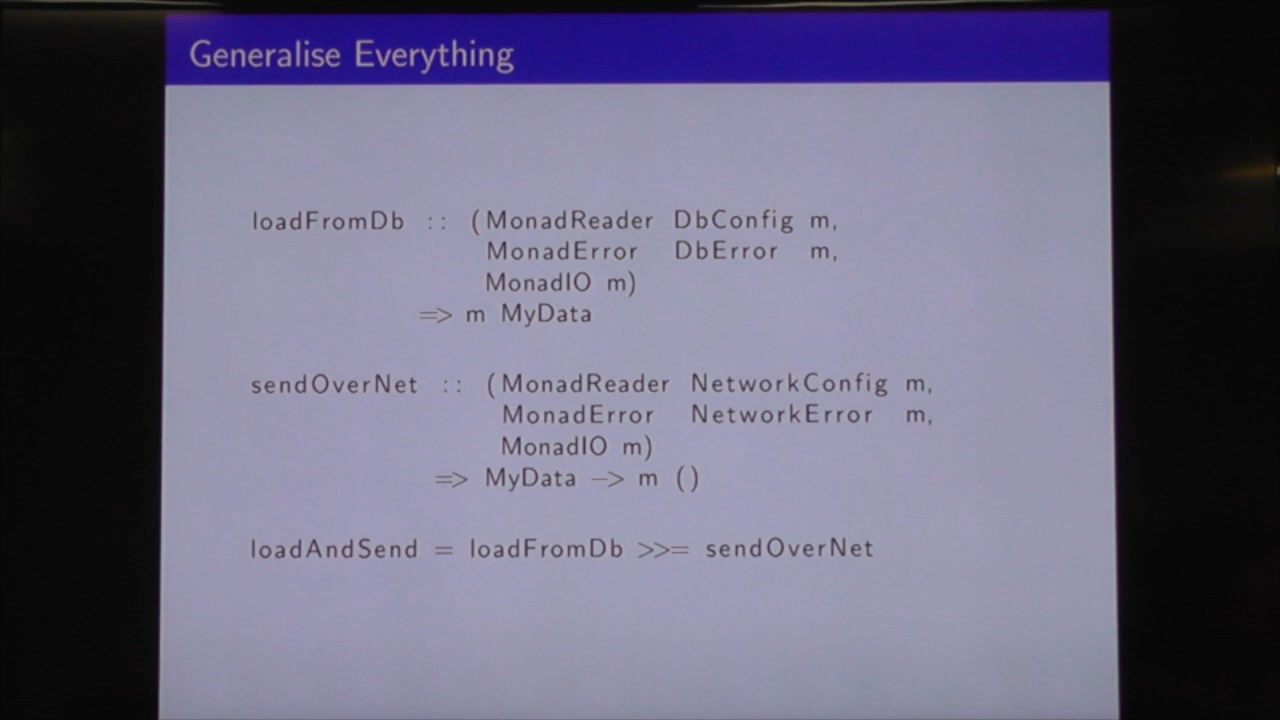 Generalise Everything
loadFromDb :: (MonadReader DbConfig m,
MonadError DbError m,
MonadIO m)
=> m MyData
sendOverNet :: (MonadReader NetworkConfig m,
MonadError NetworkError m,
MonadIO m)
=> MyData -> m ()
loadAndSend = loadFromDb >>= sendOverNet